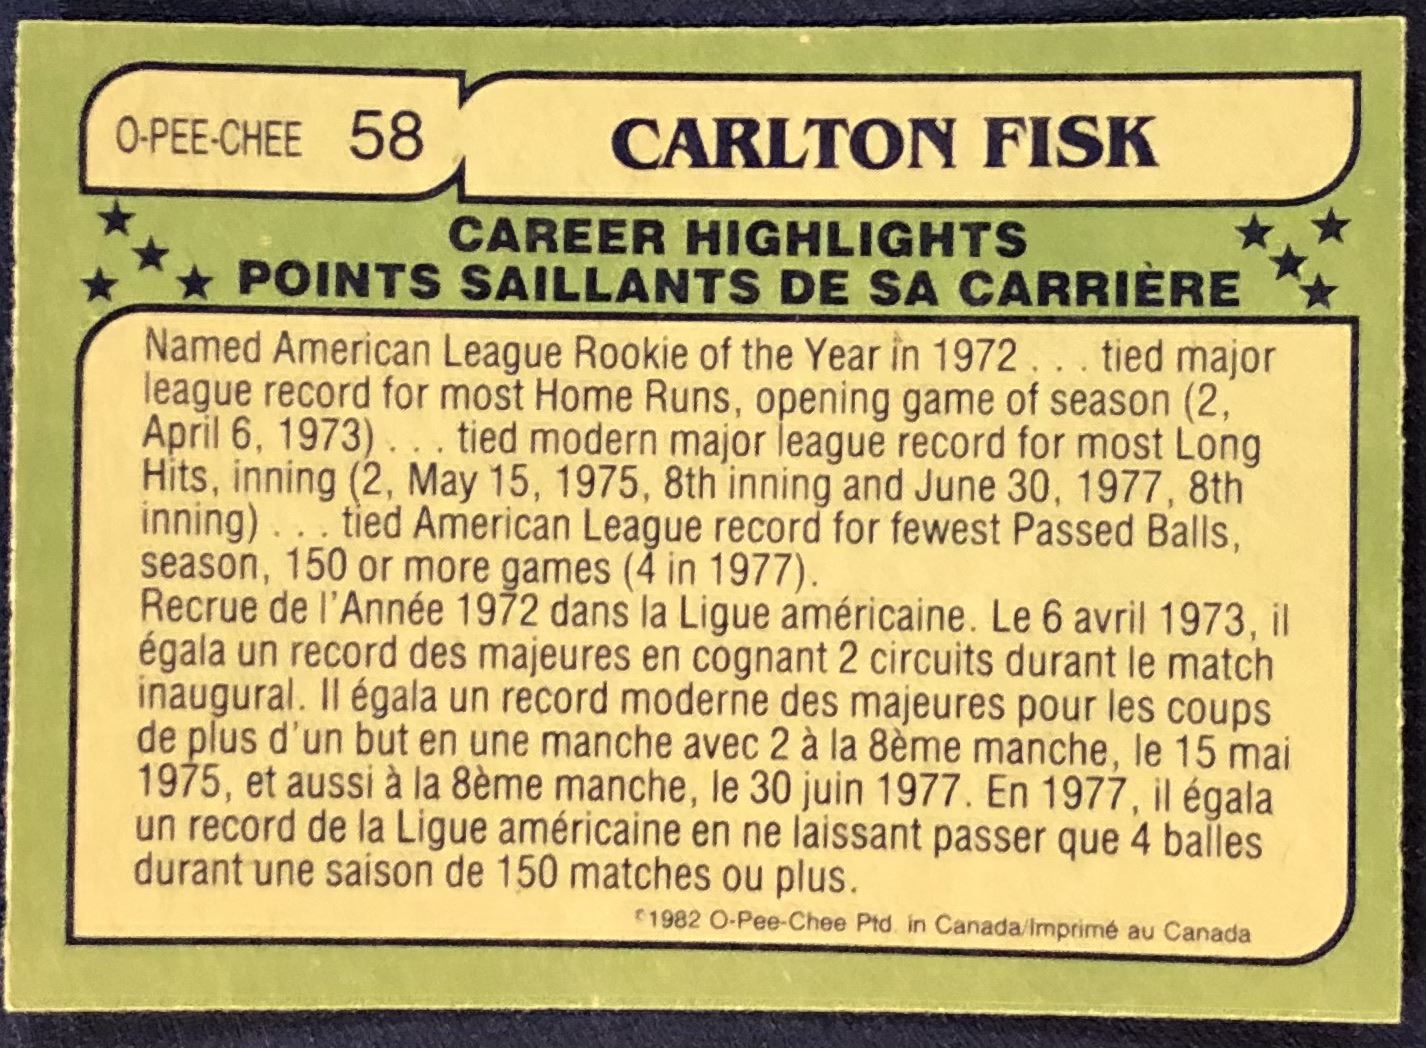 O-PEE-CHEE 58 CARLTON FISK
CAREER HIGHLIGHTS
POINTS SAILLANTS DE SA CARRIÈRE
Named American League Rookie of the Year in 1972 . . . tied major
league record for most Home Runs, opening game of season (2,
April 6, 1973) . . . tied modern major league record for most Long
Hits, inning (2, May 15, 1975, 8th inning and June 30, 1977, 8th
inning) . . . tied American League record for fewest Passed Balls,
season, 150 or more games (4 in 1977).
Recrue de l'Année 1972 dans la Ligue américaine. Le 6 avril 1973, il
égala un record des majeures en cognant 2 circuits durant le match
inaugural. Il égala un record moderne des majeures pour les coups
de plus d'un but en une manche avec 2 à la 8ème manche, le 15 mai
1975, et aussi à la 8ème manche, le 30 juin 1977. En 1977, il égala
un record de la Ligue américaine en ne laissant passer que 4 balles
durant une saison de 150 matches ou plus.
©1982 O-Pee-Chee Ptd. in Canada/Imprimé au Canada